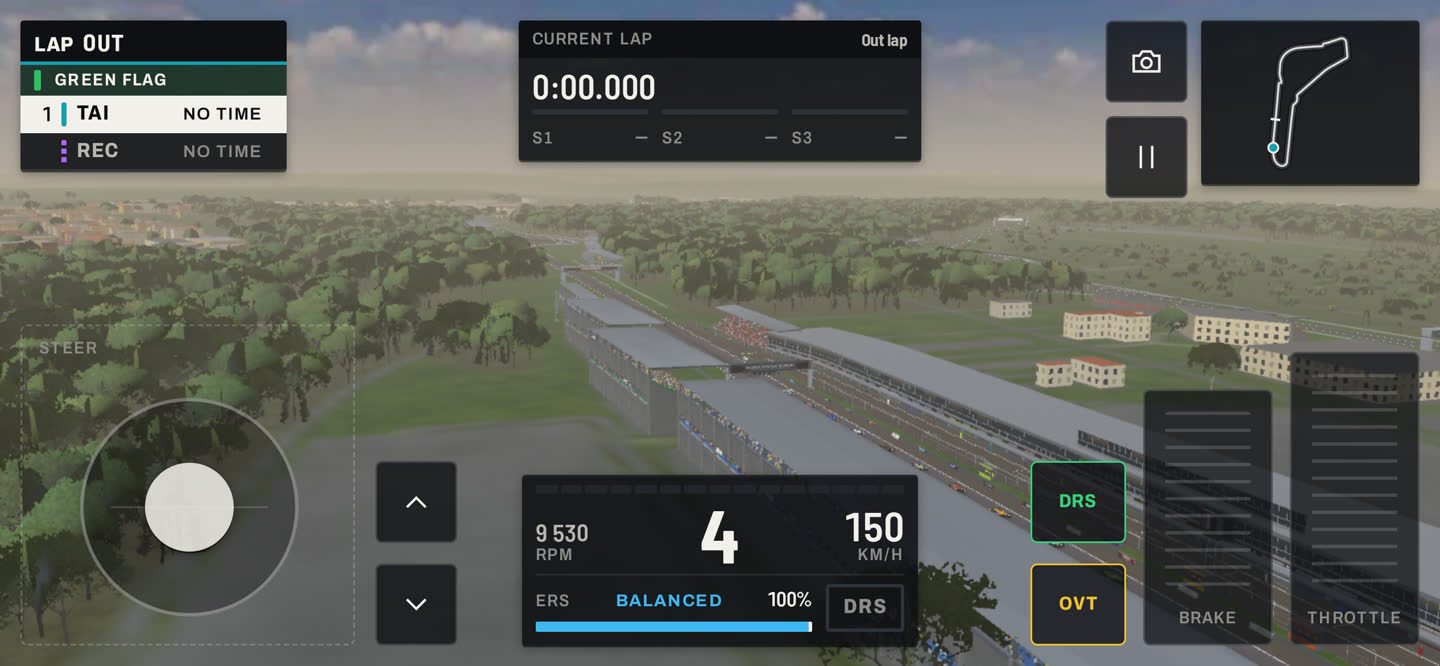 LAP OUT
GREEN FLAG
1 TAI NO TIME
REC NO TIME
CURRENT LAP Out lap
0:00.000
S1 – S2 – S3 –
STEER
9 530 RPM
4
150 KM/H
ERS BALANCED 100% DRS
DRS
OVT
BRAKE
THROTTLE